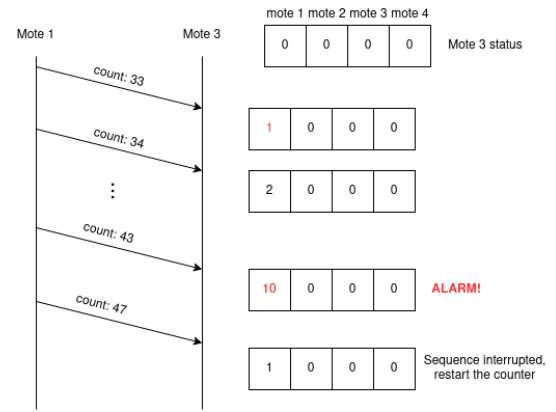 mote 1 mote 2 mote 3 mote 4
Mote 1
Mote 3
0 0 0 0
Mote 3 status
count: 33
1 0 0 0
count: 34
2 0 0 0
⋮
count: 43
10 0 0 0
ALARM!
count: 47
1 0 0 0
Sequence interrupted,
restart the counter